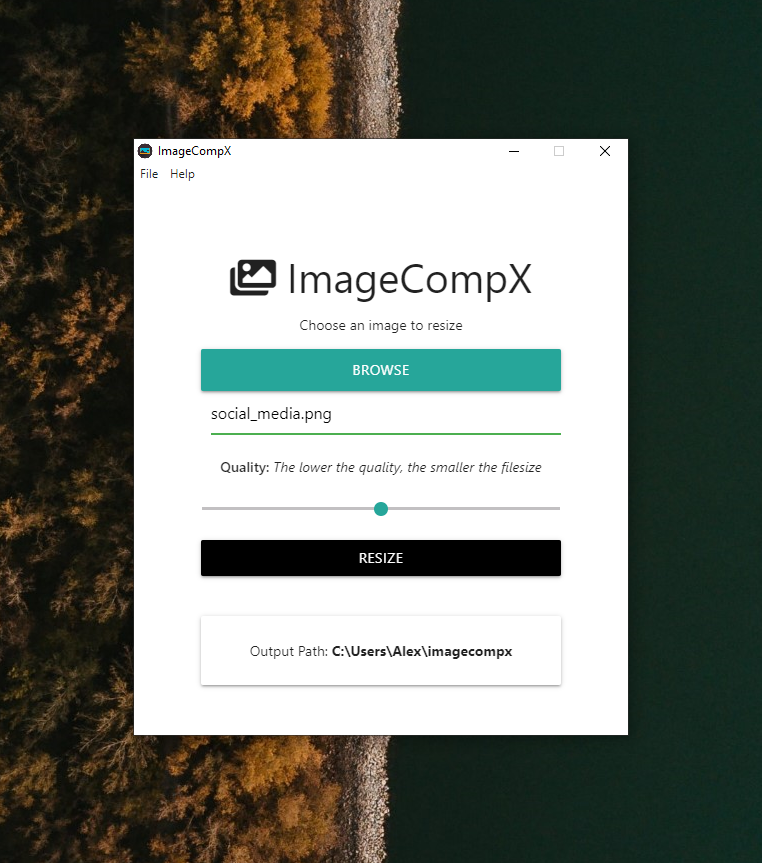 ImageCompX
File Help
ImageCompX
Choose an image to resize
BROWSE
social_media.png
Quality: The lower the quality, the smaller the filesize
RESIZE
Output Path: C:\Users\Alex\imagecompx